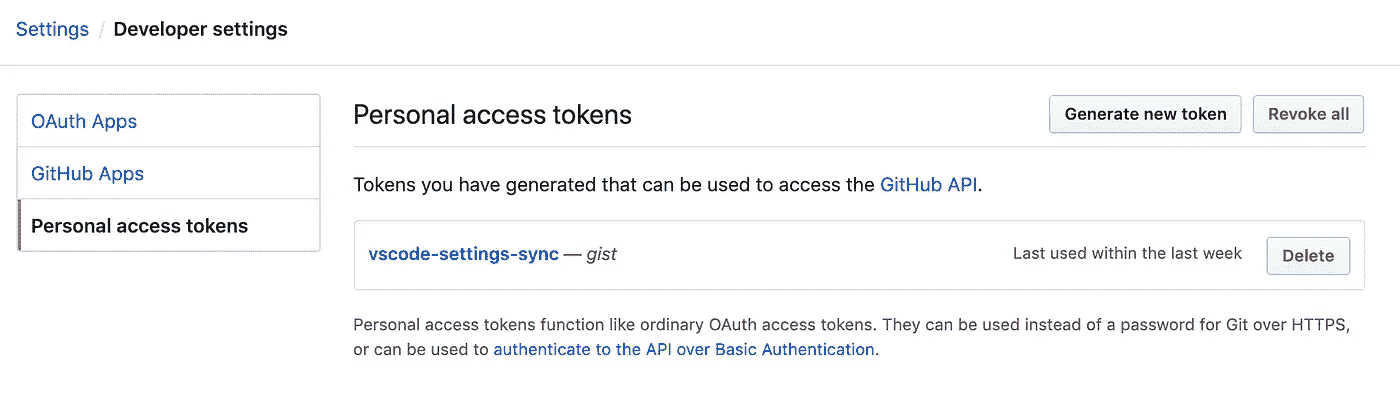 Settings / Developer settings
OAuth Apps
GitHub Apps
Personal access tokens
Personal access tokens
Generate new token
Revoke all
Tokens you have generated that can be used to access the GitHub API.
vscode-settings-sync — gist
Last used within the last week
Delete
Personal access tokens function like ordinary OAuth access tokens. They can be used instead of a password for Git over HTTPS,
or can be used to authenticate to the API over Basic Authentication.